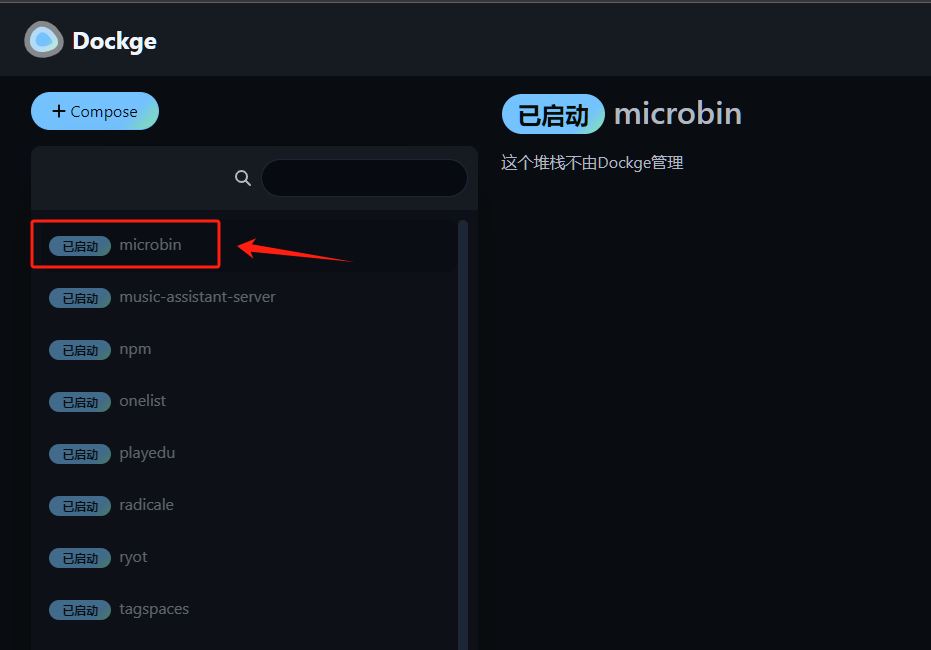 Dockge
+ Compose
已启动 microbin
已启动 music-assistant-server
已启动 npm
已启动 onelist
已启动 playedu
已启动 radicale
已启动 ryot
已启动 tagspaces
已启动 microbin
这个堆栈不由Dockge管理